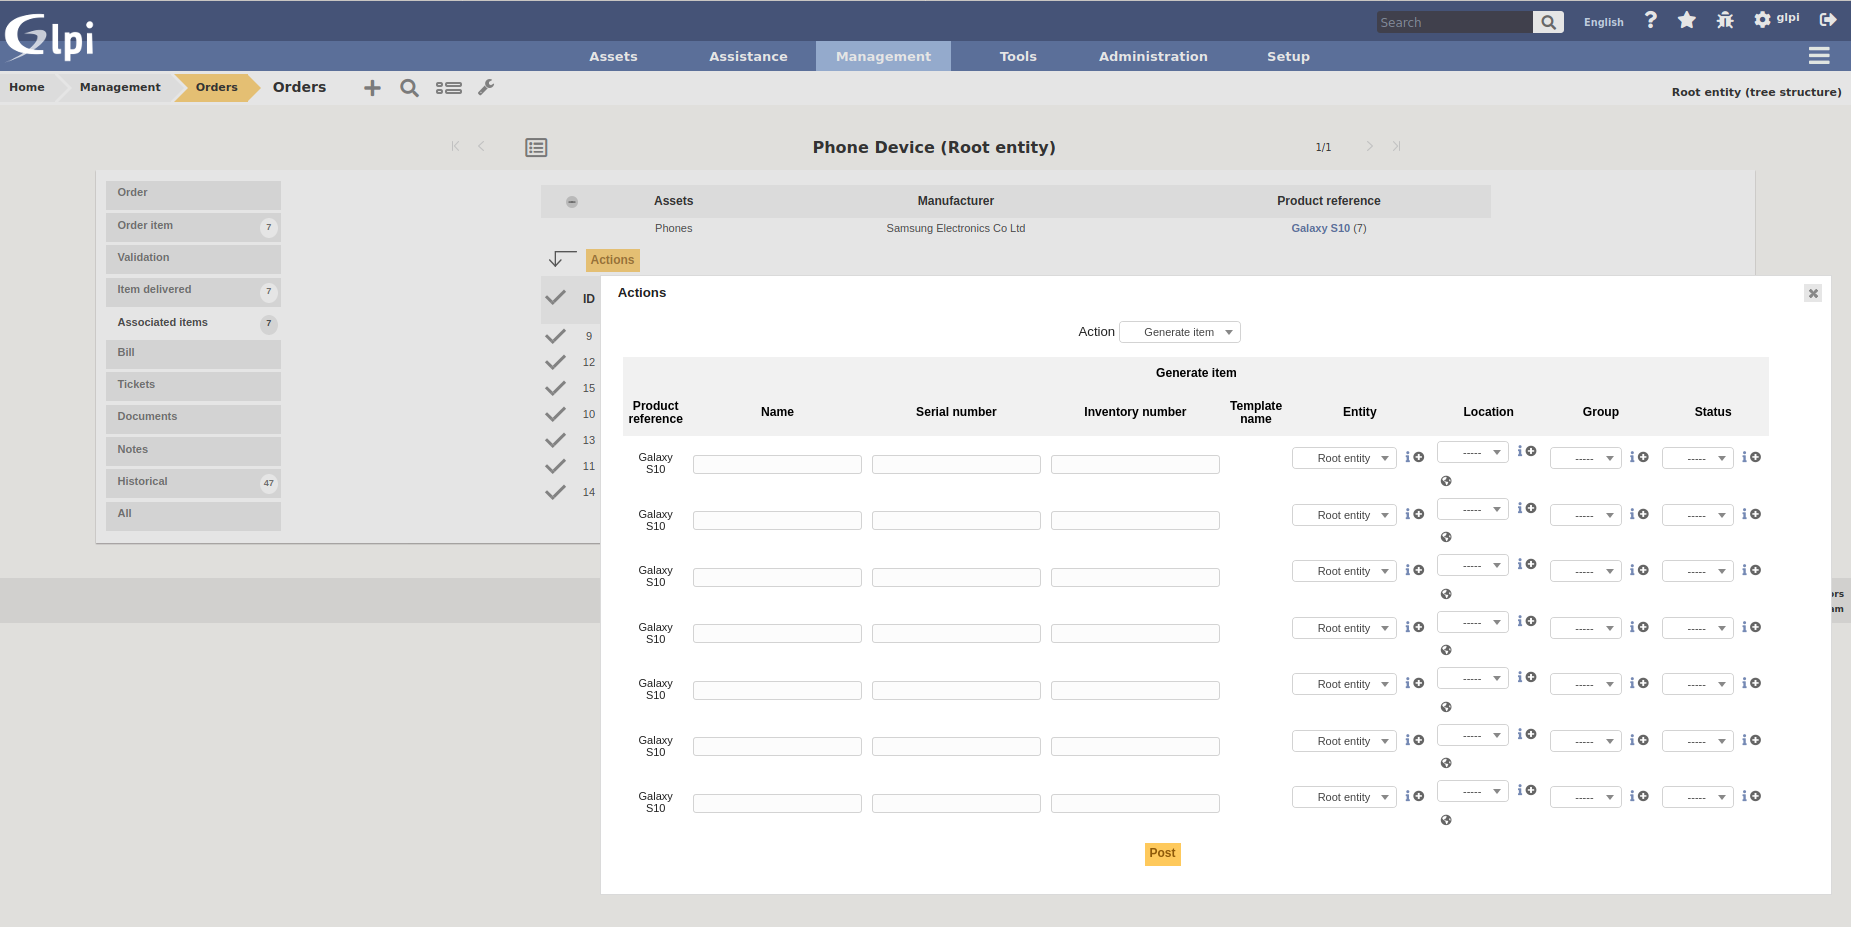 Glpi
Search
English
?
glpi
Assets
Assistance
Management
Tools
Administration
Setup
Home
Management
Orders
Orders
Root entity (tree structure)
Phone Device (Root entity)
1/1
Order
Order item 7
Validation
Item delivered 7
Associated items 7
Bill
Tickets
Documents
Notes
Historical 47
All
Assets Manufacturer Product reference
Phones Samsung Electronics Co Ltd Galaxy S10 (7)
Actions
ID
9
12
15
10
13
11
14
Actions
Action Generate item
Generate item
Product reference Name Serial number Inventory number Template name Entity Location Group Status
Galaxy S10 Root entity ----- ----- -----
Galaxy S10 Root entity ----- ----- -----
Galaxy S10 Root entity ----- ----- -----
Galaxy S10 Root entity ----- ----- -----
Galaxy S10 Root entity ----- ----- -----
Galaxy S10 Root entity ----- ----- -----
Galaxy S10 Root entity ----- ----- -----
Post